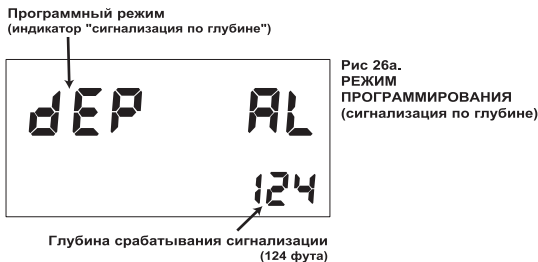 Программный режим
(индикатор "сигнализация по глубине")
Рис 26а.
РЕЖИМ
ПРОГРАММИРОВАНИЯ
(сигнализация по глубине)
dEP AL
124
Глубина срабатывания сигнализации
(124 фута)